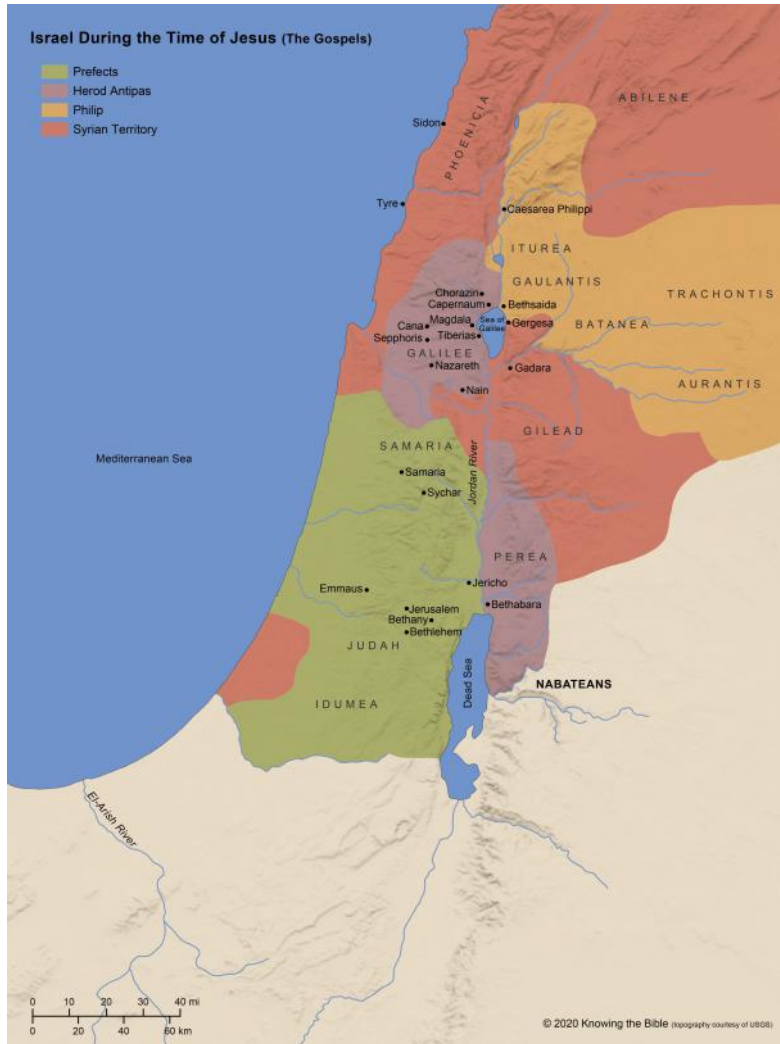 Israel During the Time of Jesus (The Gospels)
Prefects
Herod Antipas
Philip
Syrian Territory
ABILENE
Sidon
PHOENICIA
Tyre
Caesarea Philippi
ITUREA
GAULANTIS
TRACHONTIS
Chorazin
Capernaum
Bethsaida
Magdala
Sea of
Galilee
Gergesa
Cana
BATANEA
Sepphoris
Tiberias
GALILEE
Nazareth
Gadara
AURANTIS
Nain
GILEAD
SAMARIA
Mediterranean Sea
Samaria
Jordan River
Sychar
PEREA
Jericho
Emmaus
Bethabara
Jerusalem
Bethany
Bethlehem
JUDAH
Dead Sea
NABATEANS
IDUMEA
El-Arish River
0 10 20 40 mi
0 20 40 60 km
© 2020 Knowing the Bible (topography courtesy of USGS)